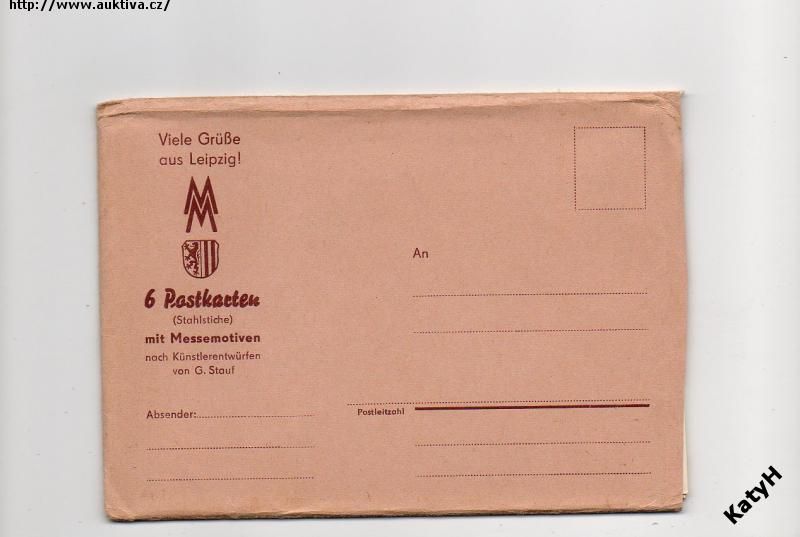 http://www.auktiva.cz/
Viele Grüße
aus Leipzig!
MM
6 Postkarten
(Stahlstiche)
mit Messemotiven
nach Künstlerentwürfen
von G. Stauf
Absender:
An
Postleitzahl
KatyH